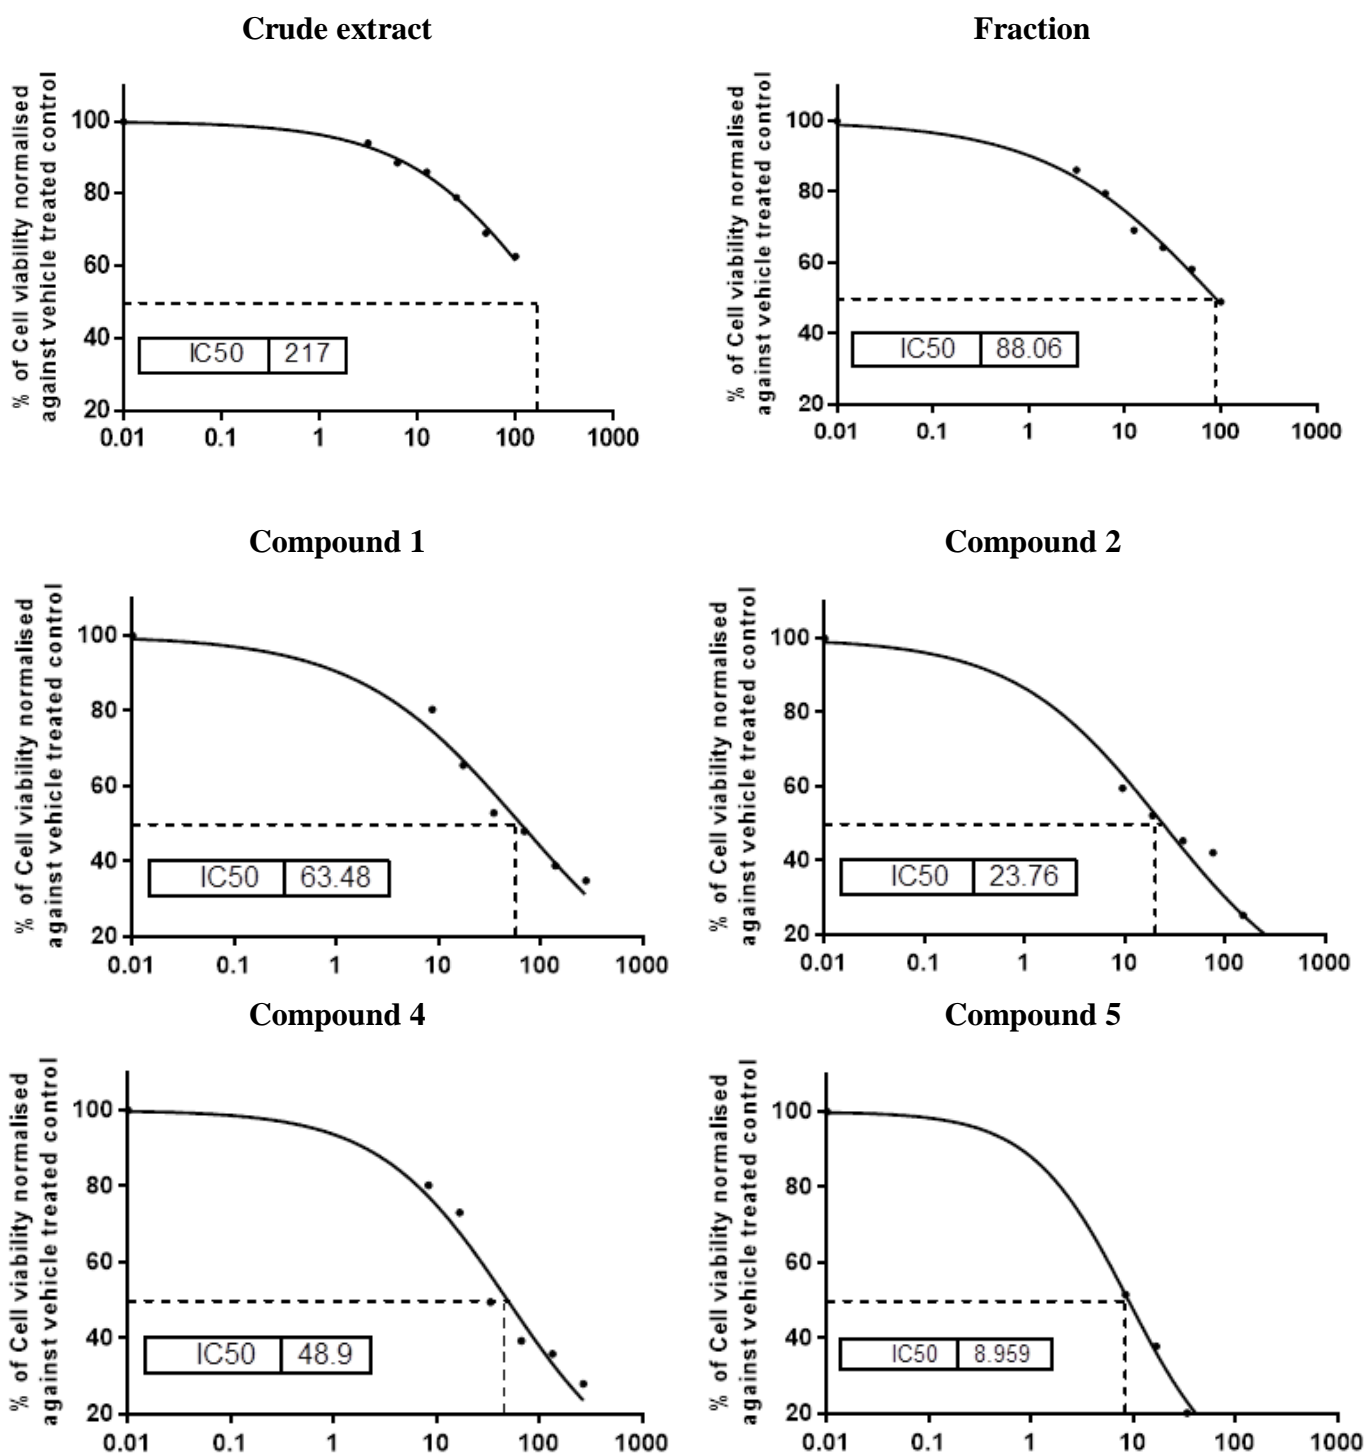 Crude extract
% of Cell viability normalised
against vehicle treated control
100
80
60
40
20
IC50 217
0.01 0.1 1 10 100 1000
Fraction
% of Cell viability normalised
against vehicle treated control
100
80
60
40
20
IC50 88.06
0.01 0.1 1 10 100 1000
Compound 1
% of Cell viability normalised
against vehicle treated control
100
80
60
40
20
IC50 63.48
0.01 0.1 1 10 100 1000
Compound 2
% of Cell viability normalised
against vehicle treated control
100
80
60
40
20
IC50 23.76
0.01 0.1 1 10 100 1000
Compound 4
% of Cell viability normalised
against vehicle treated control
100
80
60
40
20
IC50 48.9
0.01 0.1 1 10 100 1000
Compound 5
% of Cell viability normalised
against vehicle treated control
100
80
60
40
20
IC50 8.959
0.01 0.1 1 10 100 1000